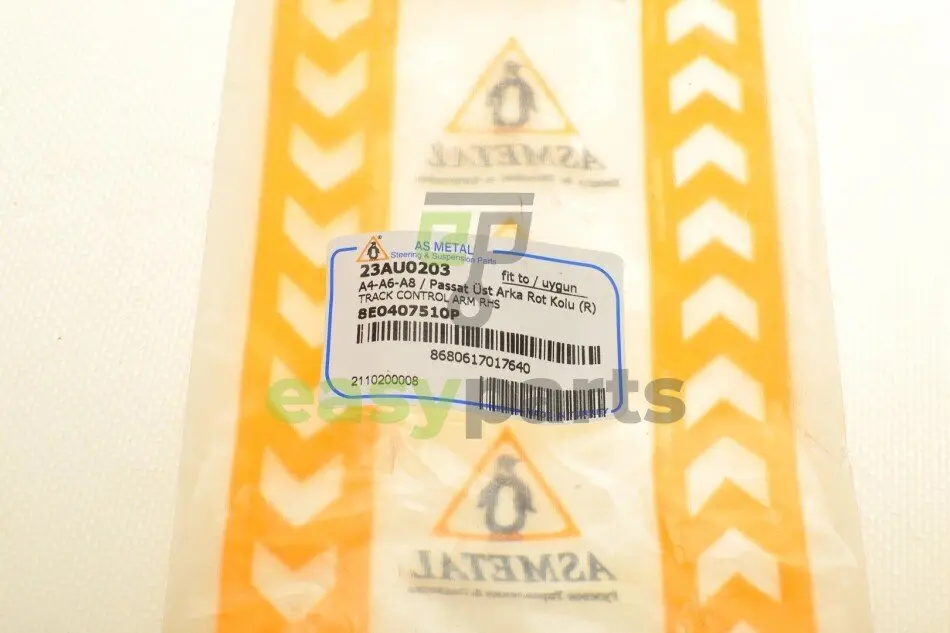 ASMETAL
AS METAL
Steering & Suspension Parts
23AU0203
fit to / uygun
A4-A6-A8 / Passat Üst Arka Rot Kolu (R)
TRACK CONTROL ARM RHS
8E0407510P
8680617017640
2110200008
easyparts
ASMETAL